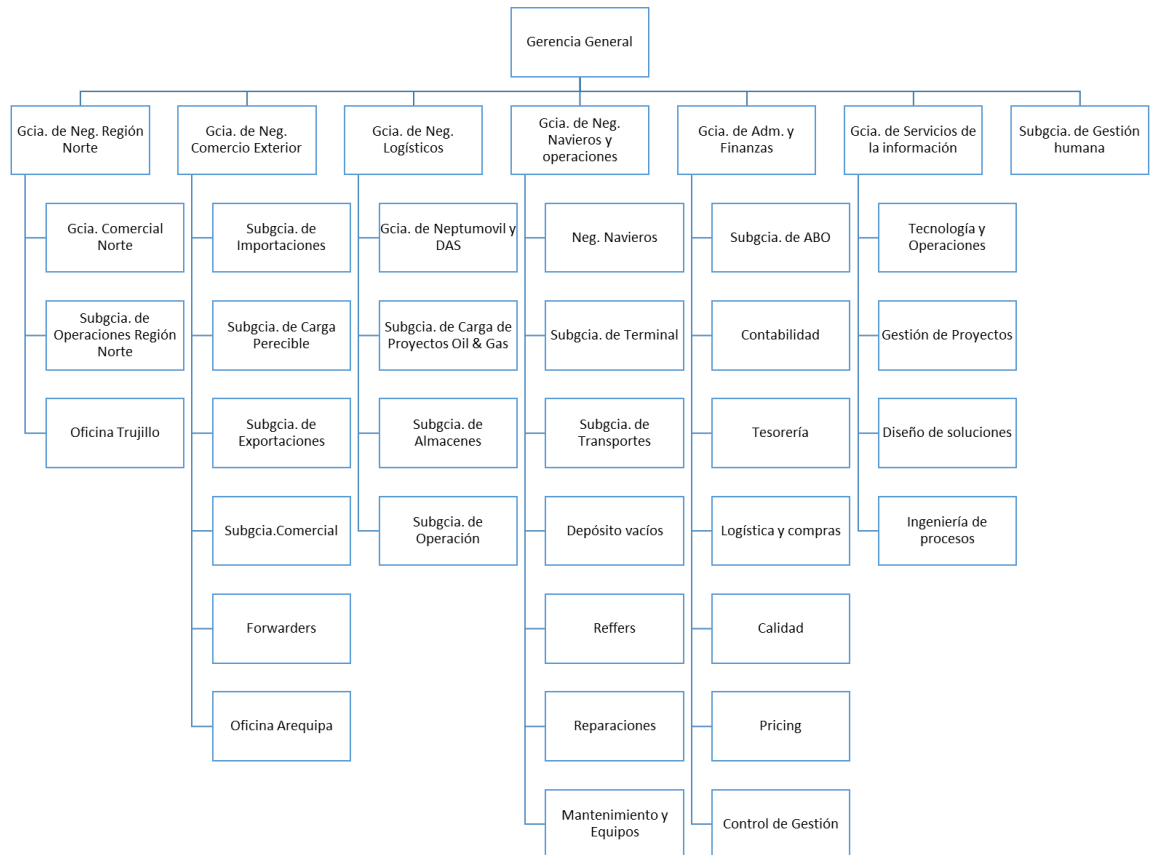 Gerencia General
Gcia. de Neg. Región
Norte
Gcia. Comercial
Norte
Subgcia. de
Operaciones Región
Norte
Oficina Trujillo
Gcia. de Neg.
Comercio Exterior
Subgcia. de
Importaciones
Subgcia. de Carga
Perecible
Subgcia. de
Exportaciones
Subgcia.Comercial
Forwarders
Oficina Arequipa
Gcia. de Neg.
Logísticos
Gcia. de Neptumovil y
DAS
Subgcia. de Carga de
Proyectos Oil & Gas
Subgcia. de
Almacenes
Subgcia. de
Operación
Gcia. de Neg.
Navieros y
operaciones
Neg. Navieros
Subgcia. de Terminal
Subgcia. de
Transportes
Depósito vacíos
Reffers
Reparaciones
Mantenimiento y
Equipos
Gcia. de Adm. y
Finanzas
Subgcia. de ABO
Contabilidad
Tesorería
Logística y compras
Calidad
Pricing
Control de Gestión
Gcia. de Servicios de
la información
Tecnología y
Operaciones
Gestión de Proyectos
Diseño de soluciones
Ingeniería de
procesos
Subgcia. de Gestión
humana